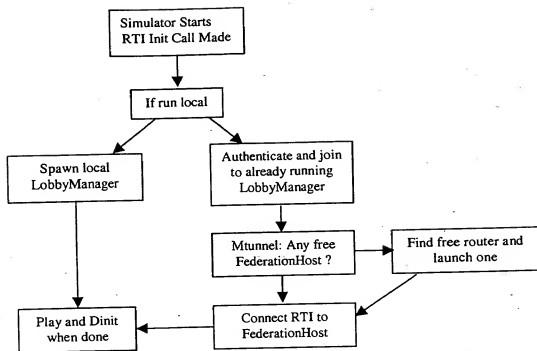 Simulator Starts
RTI Init Call Made
If run local
Spawn local
LobbyManager
Authenticate and join
to already running
LobbyManager
Mtunnel: Any free
FederationHost ?
Find free router and
launch one
Play and Dinit
when done
Connect RTI to
FederationHost